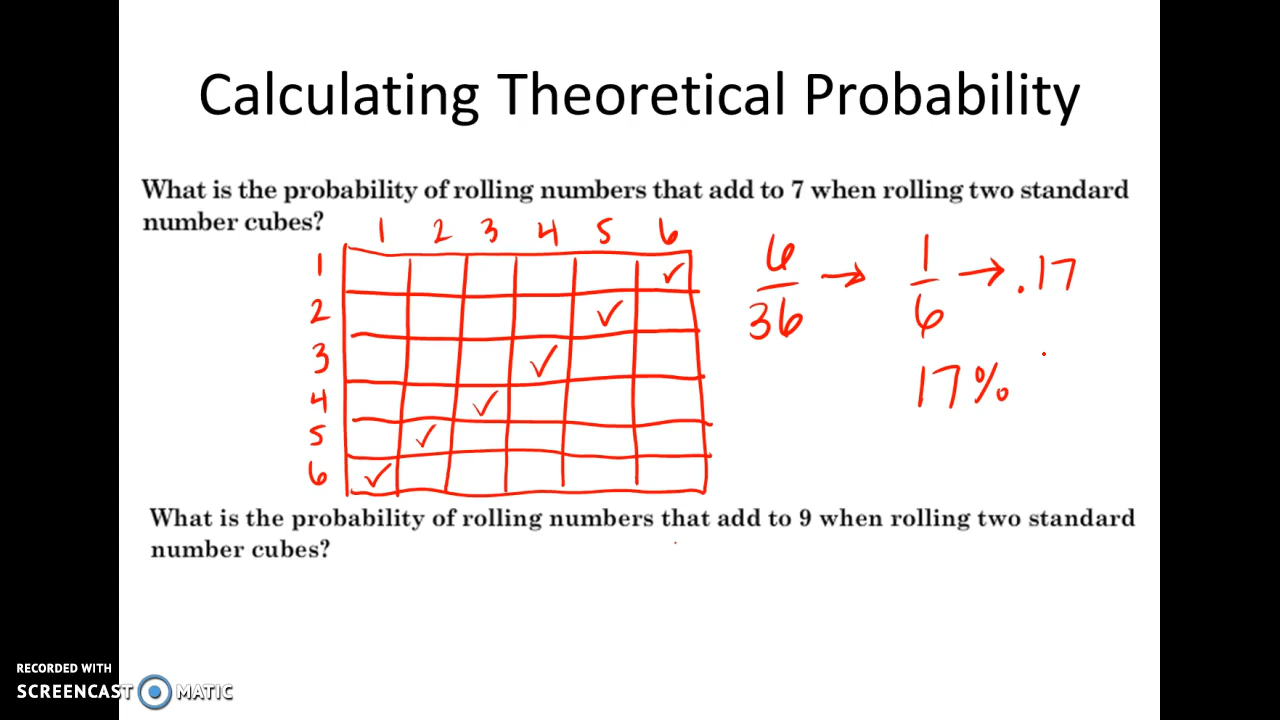 Calculating Theoretical Probability
What is the probability of rolling numbers that add to 7 when rolling two standard
number cubes?
1 2 3 4 5 6
1
2
3
4
5
6
6/36 → 1/6 → .17
17%
What is the probability of rolling numbers that add to 9 when rolling two standard
number cubes?
RECORDED WITH
SCREENCAST MATIC